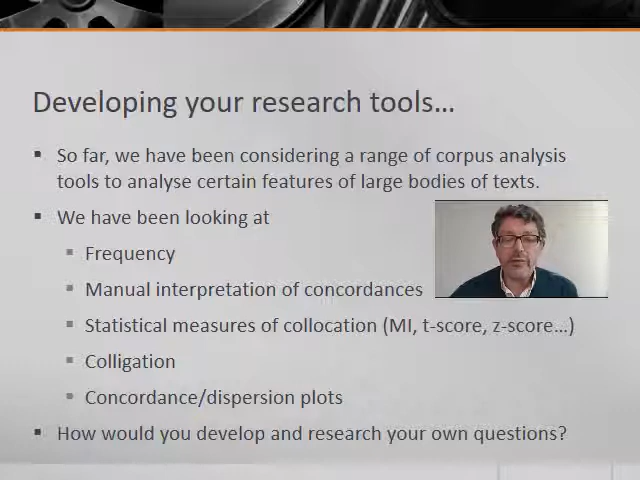 Developing your research tools…
So far, we have been considering a range of corpus analysis
tools to analyse certain features of large bodies of texts.
We have been looking at
Frequency
Manual interpretation of concordances
Statistical measures of collocation (MI, t-score, z-score…)
Colligation
Concordance/dispersion plots
How would you develop and research your own questions?